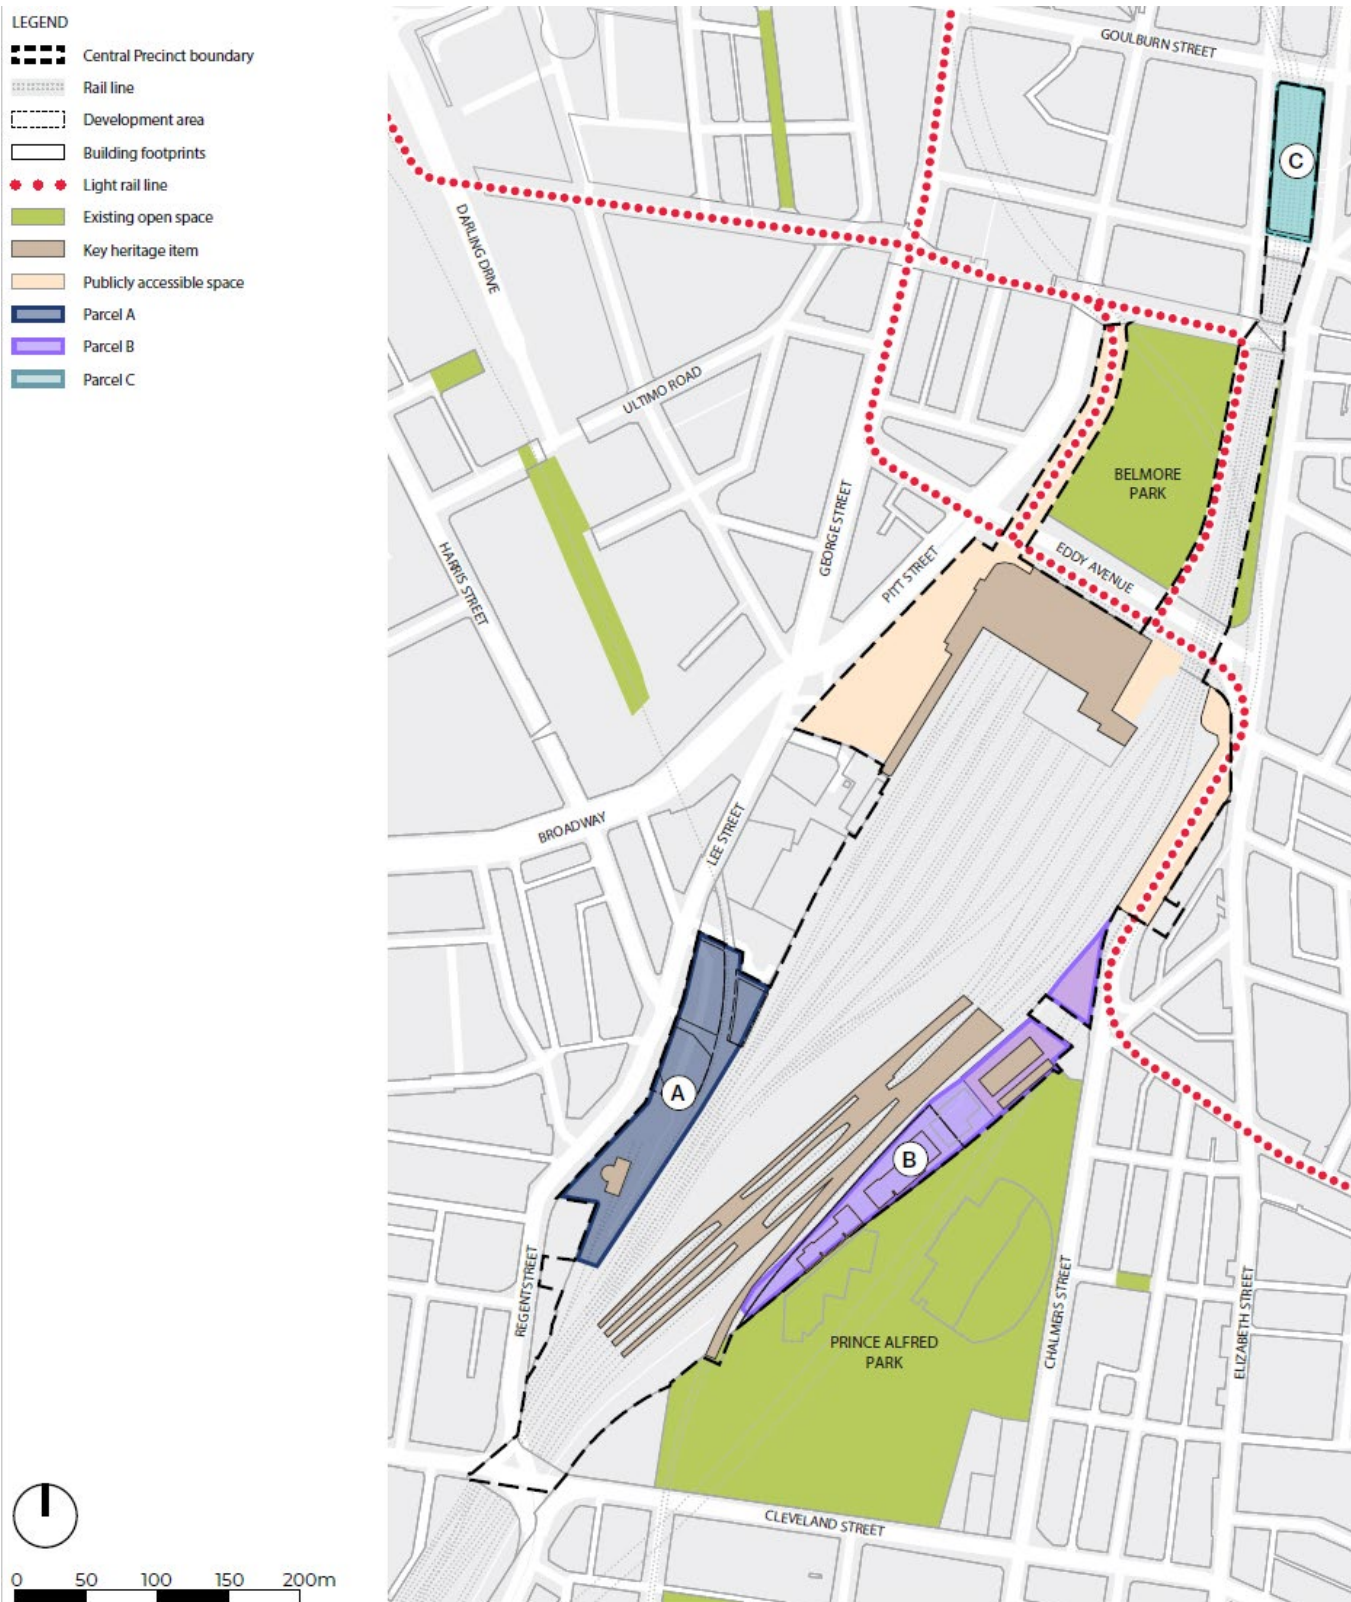 LEGEND
Central Precinct boundary
Rail line
Development area
Building footprints
Light rail line
Existing open space
Key heritage item
Publicly accessible space
Parcel A
Parcel B
Parcel C
GOULBURN STREET
C
DARLING DRIVE
ULTIMO ROAD
BELMORE
PARK
GEORGE STREET
HARRIS STREET
PITT STREET
EDDY AVENUE
BROADWAY
LEE STREET
A
B
REGENT STREET
PRINCE ALFRED
PARK
CHALMERS STREET
ELIZABETH STREET
CLEVELAND STREET
0 50 100 150 200m